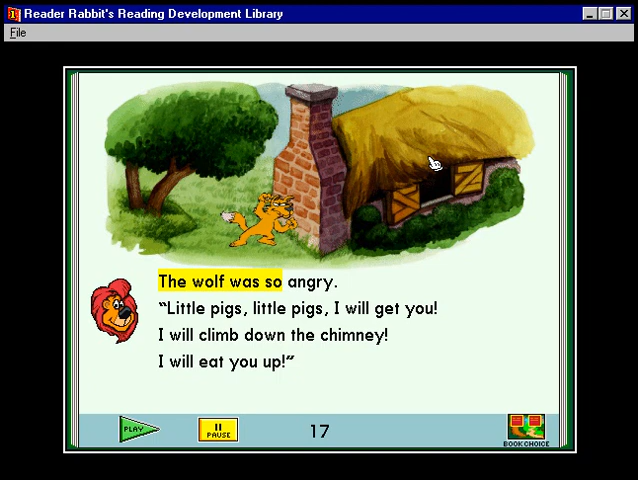 Reader Rabbit's Reading Development Library
File
The wolf was so angry.
“Little pigs, little pigs, I will get you!
I will climb down the chimney!
I will eat you up!”
PLAY
PAUSE
17
BOOK CHOICE